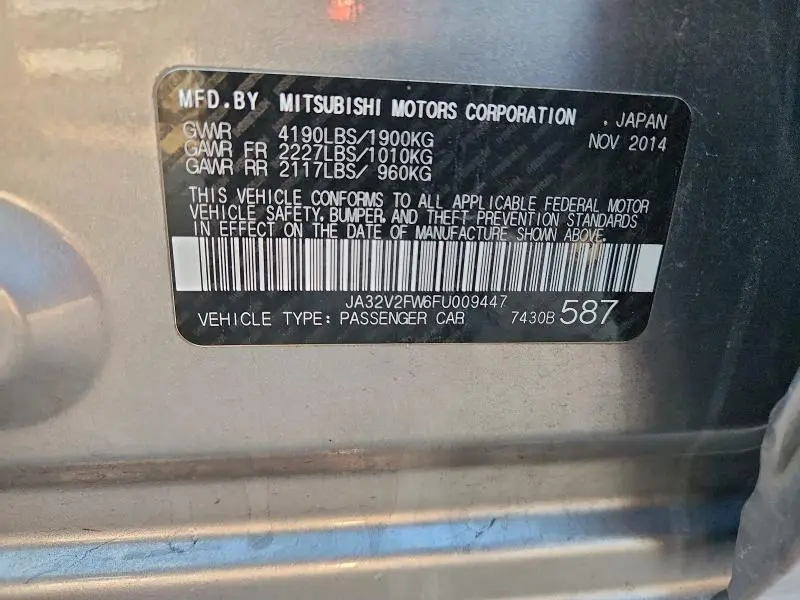 MFD.BY MITSUBISHI MOTORS CORPORATION . JAPAN
GVWR 4190LBS/1900KG NOV 2014
GAWR FR 2227LBS/1010KG
GAWR RR 2117LBS/ 960KG
THIS VEHICLE CONFORMS TO ALL APPLICABLE FEDERAL MOTOR
VEHICLE SAFETY, BUMPER, AND THEFT PREVENTION STANDARDS
IN EFFECT ON THE DATE OF MANUFACTURE SHOWN ABOVE.
JA32V2FW6FU009447
VEHICLE TYPE: PASSENGER CAR 7430B 587